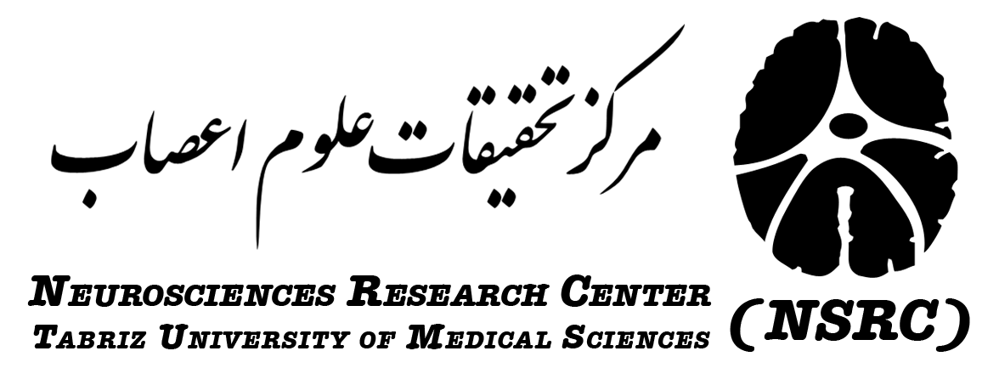 مرکز تحقیقات علوم اعصاب
NEUROSCIENCES RESEARCH CENTER
TABRIZ UNIVERSITY OF MEDICAL SCIENCES
(NSRC)